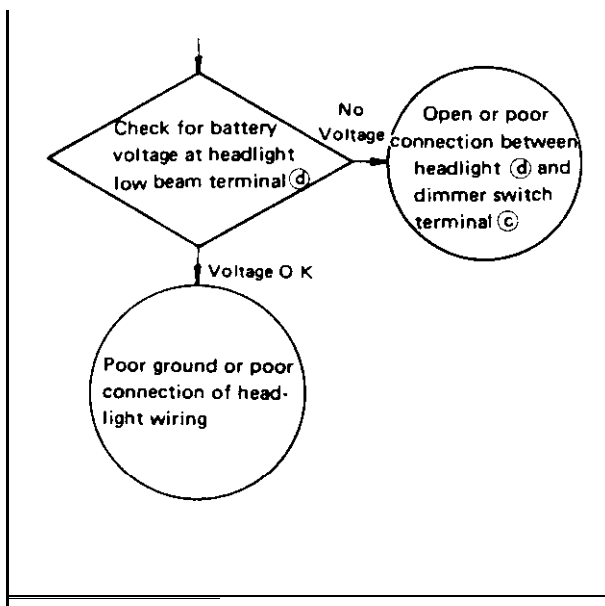 Check for battery
voltage at headlight
low beam terminal ⓓ
No
Voltage
Open or poor
connection between
headlight ⓓ and
dimmer switch
terminal ⓒ
Voltage O K
Poor ground or poor
connection of head-
light wiring